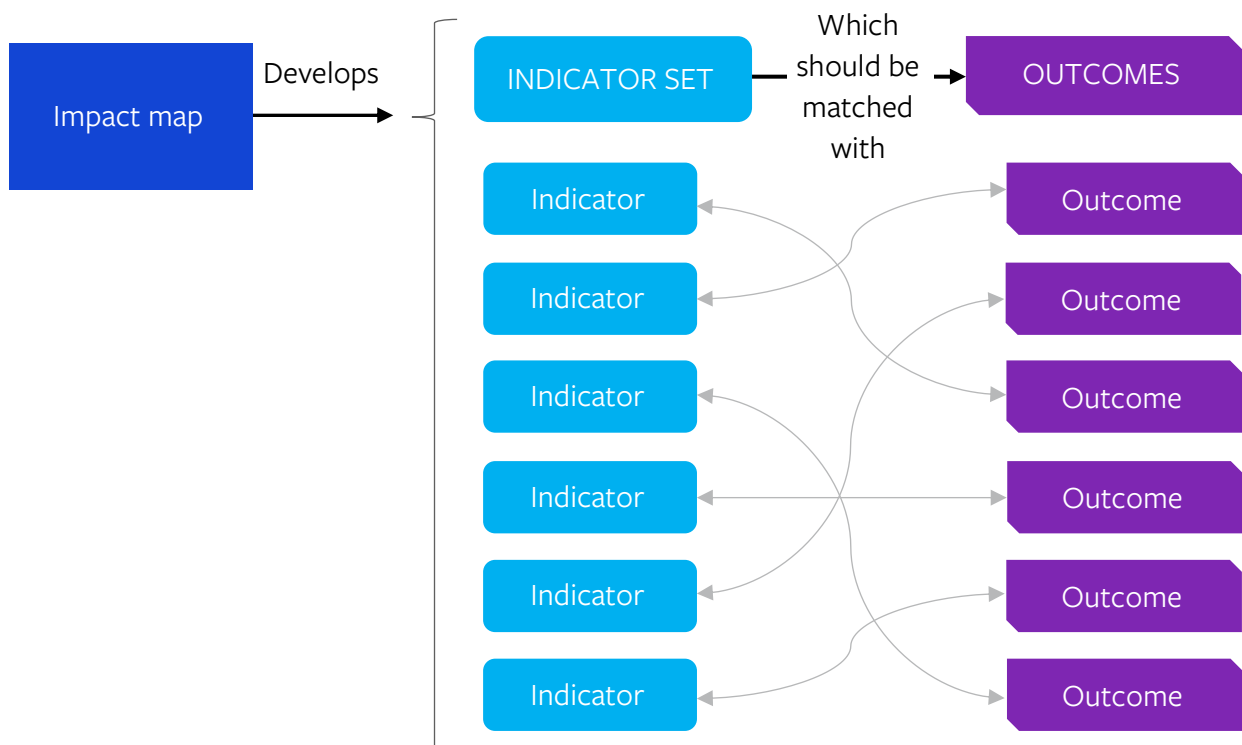 Impact map
Develops
INDICATOR SET
Which
should be
matched
with
OUTCOMES
Indicator
Outcome
Indicator
Outcome
Indicator
Outcome
Indicator
Outcome
Indicator
Outcome
Indicator
Outcome